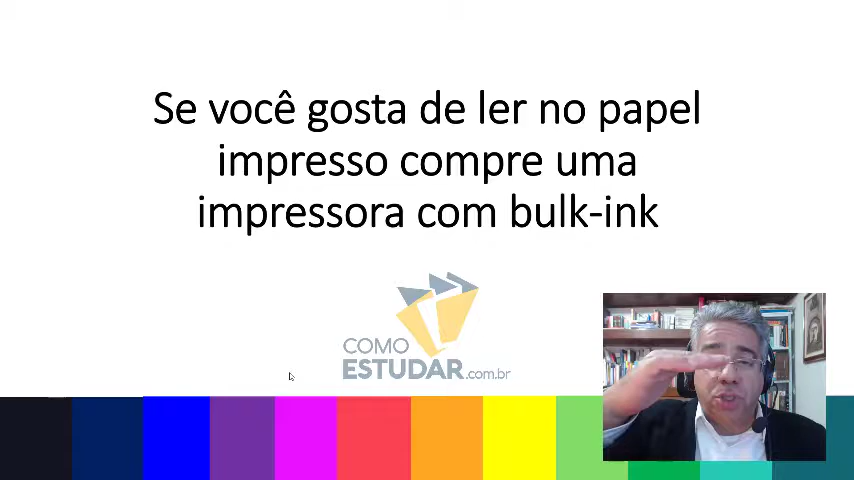 Se você gosta de ler no papel
impresso compre uma
impressora com bulk-ink
COMO
ESTUDAR.com.br